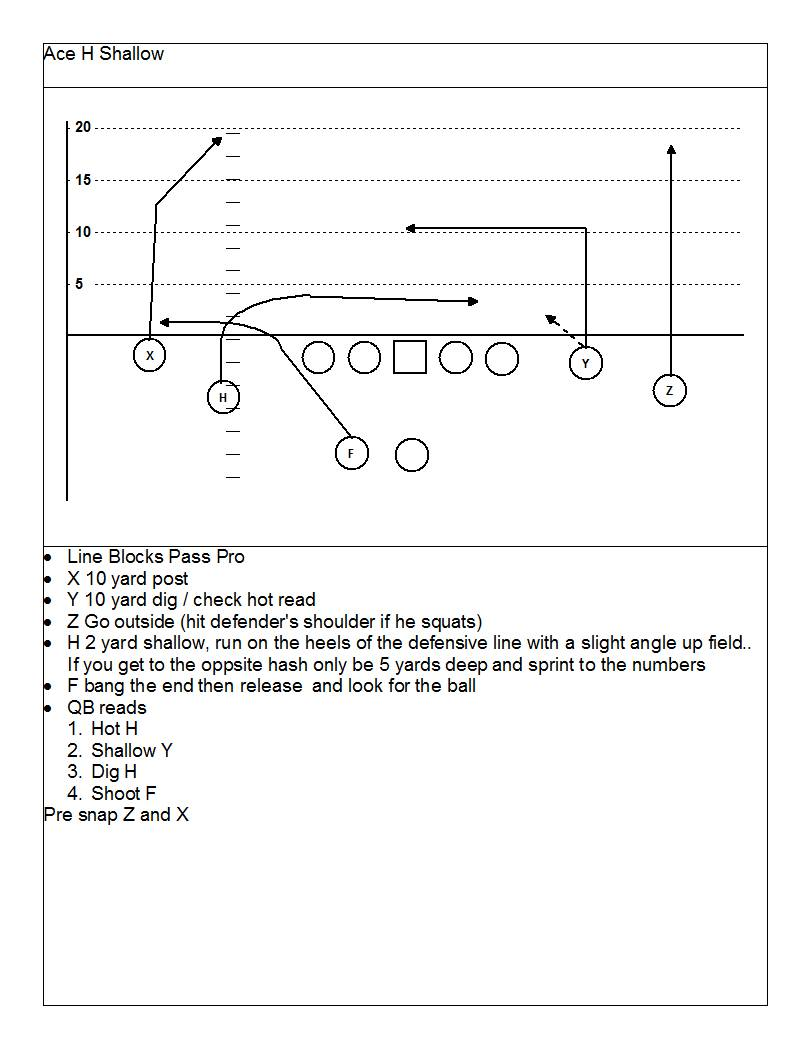 Ace H Shallow
20
15
10
5
X
Y
H
Z
F
• Line Blocks Pass Pro
• X 10 yard post
• Y 10 yard dig / check hot read
• Z Go outside (hit defender's shoulder if he squats)
• H 2 yard shallow, run on the heels of the defensive line with a slight angle up field..
If you get to the oppsite hash only be 5 yards deep and sprint to the numbers
• F bang the end then release and look for the ball
• QB reads
1. Hot H
2. Shallow Y
3. Dig H
4. Shoot F
Pre snap Z and X